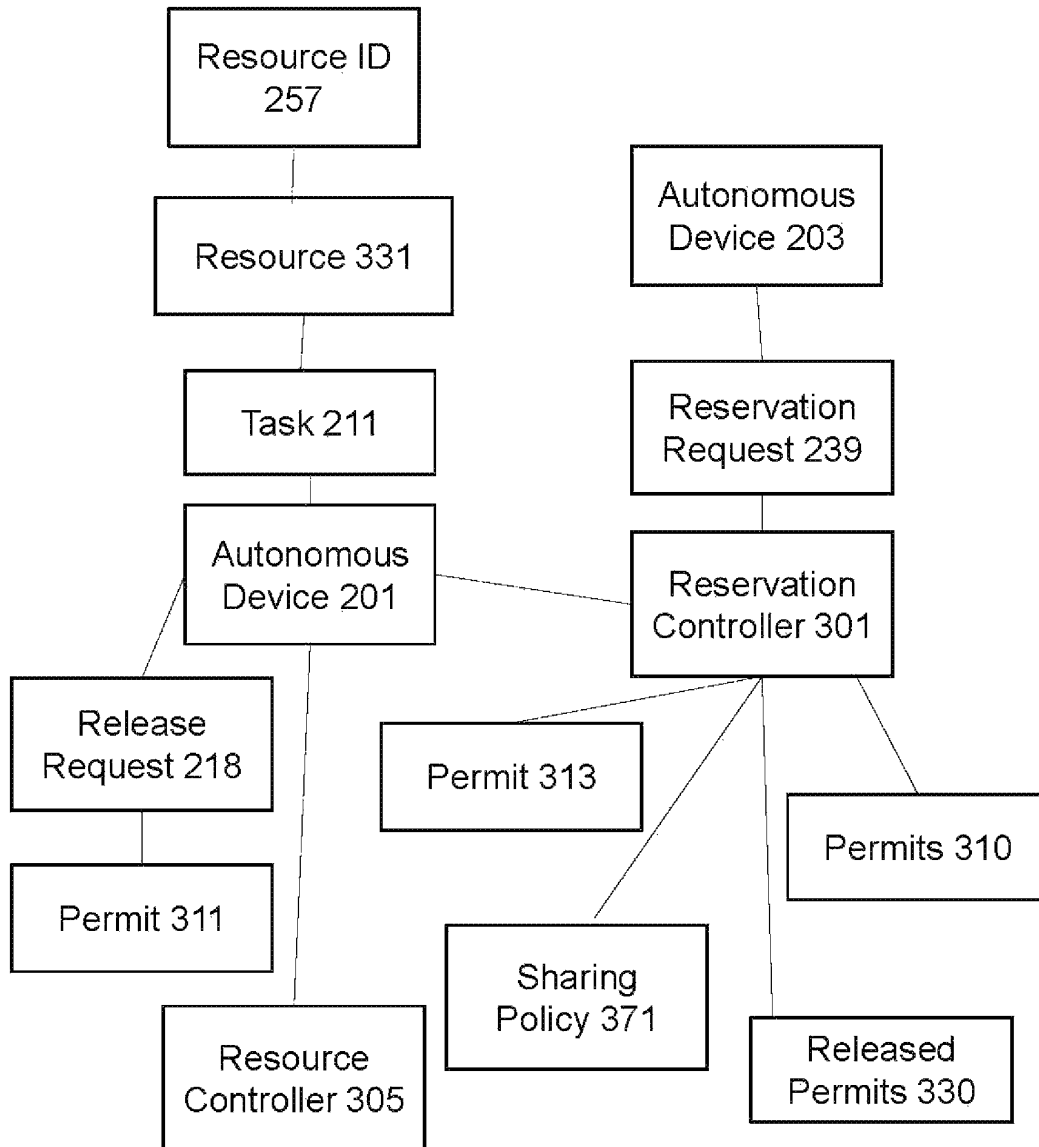 Resource ID
257
Autonomous
Device 203
Resource 331
Reservation
Request 239
Task 211
Autonomous
Device 201
Reservation
Controller 301
Release
Request 218
Permit 313
Permits 310
Permit 311
Sharing
Policy 371
Resource
Controller 305
Released
Permits 330